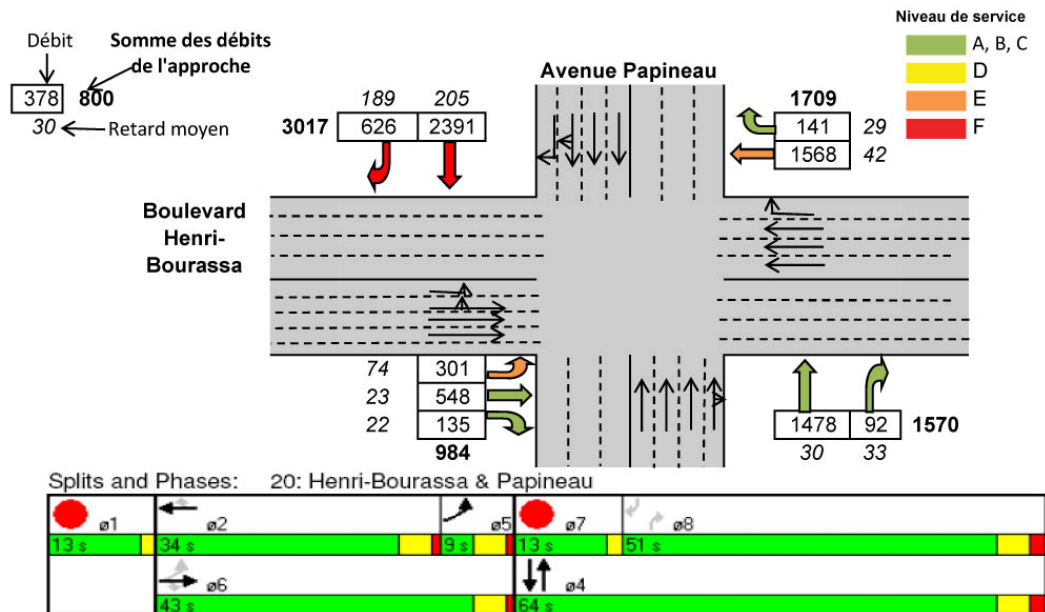 Débit
Somme des débits
de l'approche
378 800
30 Retard moyen
Niveau de service
A, B, C
D
E
F
Avenue Papineau
189 205
3017 626 2391
1709
141 29
1568 42
Boulevard
Henri-
Bourassa
74 301
23 548
22 135
984
1478 92 1570
30 33
Splits and Phases: 20: Henri-Bourassa & Papineau
ø1 ø2 ø5 ø7 ø8
13 s 34 s 9 s 13 s 51 s
ø6 ø4
43 s 64 s